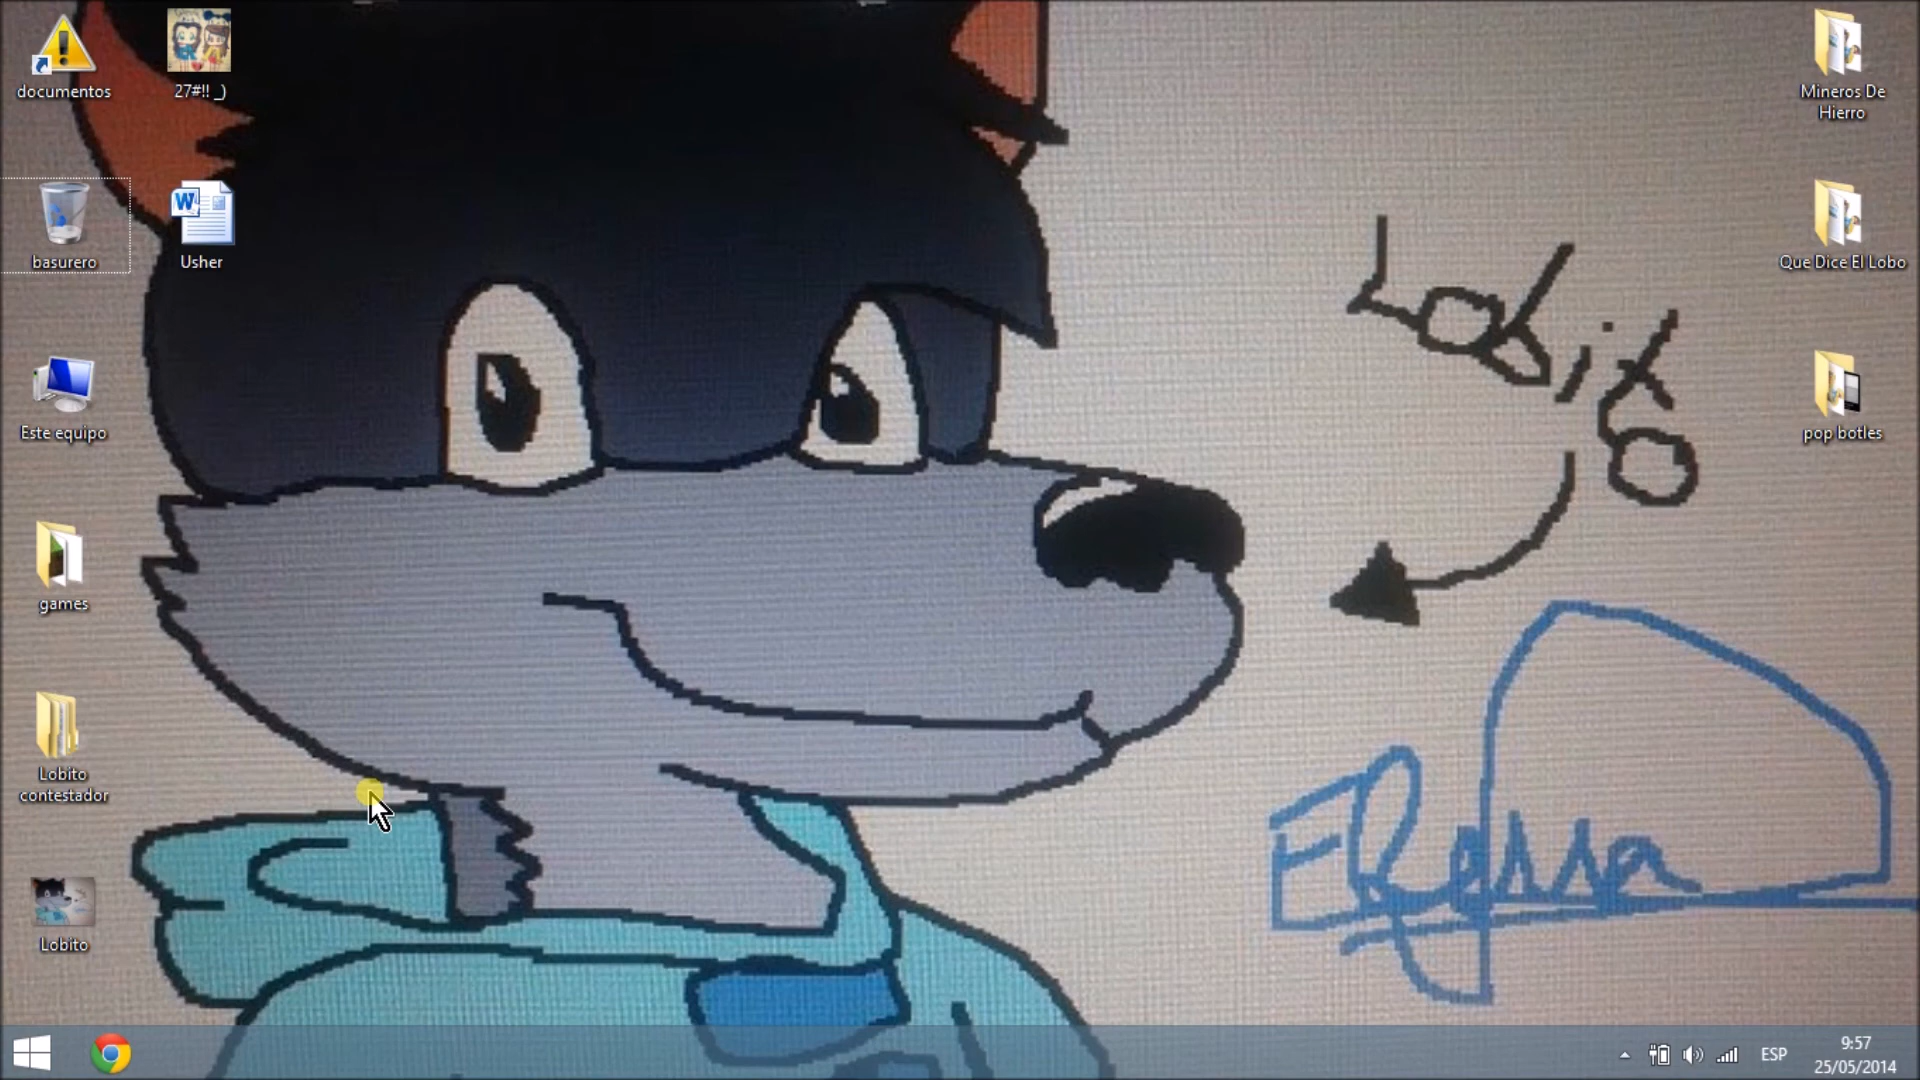 documentos
27#!! _)
Mineros De
Hierro
basurero
Usher
Que Dice El Lobo
Lobito
Este equipo
pop botles
games
Lobito
contestador
Lobito
ESP
9:57
25/05/2014